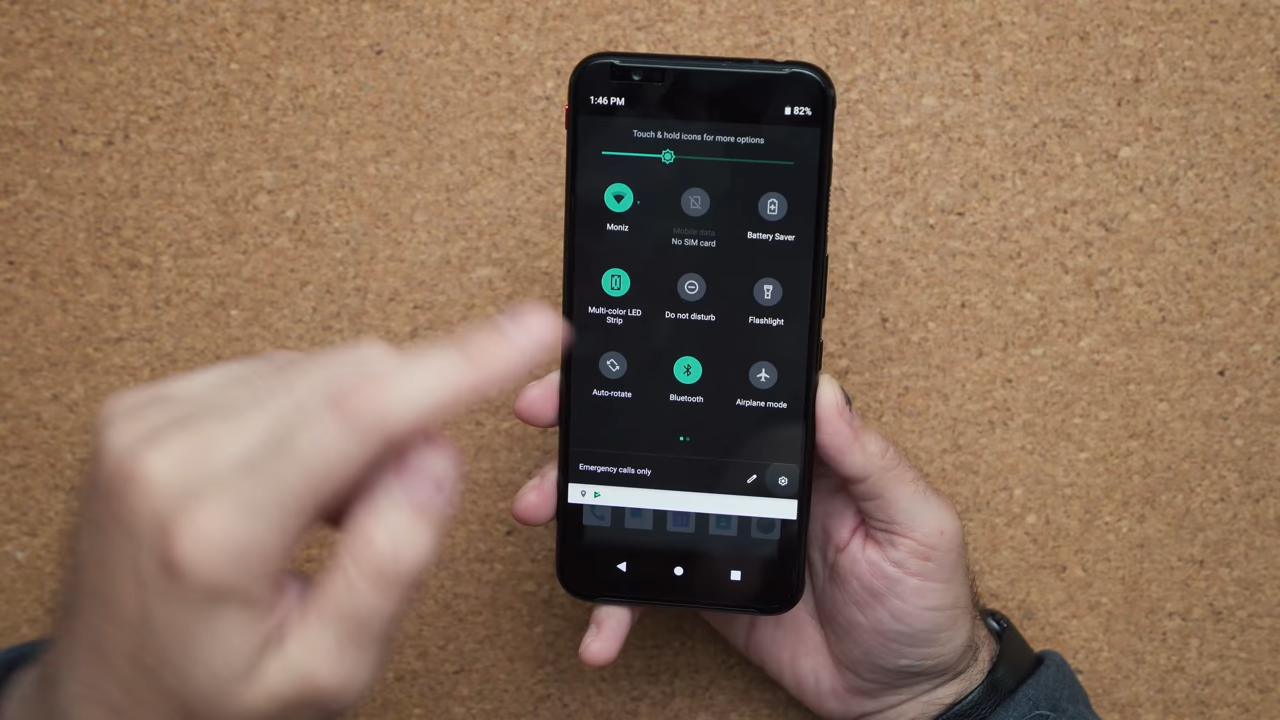 1:46 PM
82%
Touch & hold icons for more options
Moniz
Mobile data
No SIM card
Battery Saver
Multi-color LED
Strip
Do not disturb
Flashlight
Auto-rotate
Bluetooth
Airplane mode
Emergency calls only